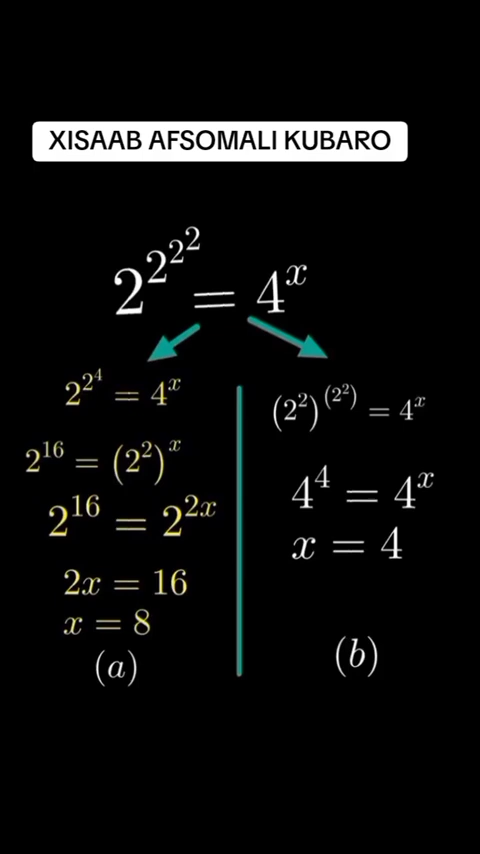 XISAAB AFSOMALI KUBARO
2^{2^{2^{2}}} = 4^{x}
2^{2^{4}} = 4^{x}
2^{16} = (2^{2})^{x}
2^{16} = 2^{2x}
2x = 16
x = 8
(a)
(2^{2})^{(2^{2})} = 4^{x}
4^{4} = 4^{x}
x = 4
(b)